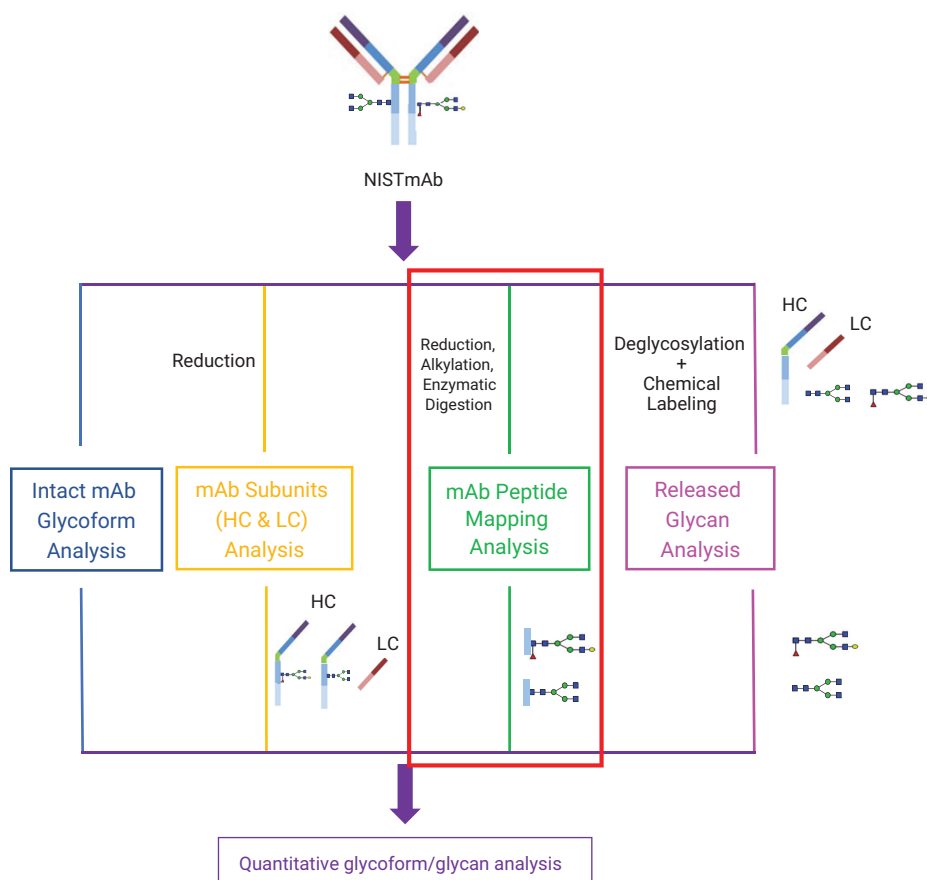 NISTmAb
Reduction
Reduction,
Alkylation,
Enzymatic
Digestion
Deglycosylation
+
Chemical
Labeling
HC
LC
Intact mAb
Glycoform
Analysis
mAb Subunits
(HC & LC)
Analysis
mAb Peptide
Mapping
Analysis
Released
Glycan
Analysis
HC
LC
Quantitative glycoform/glycan analysis